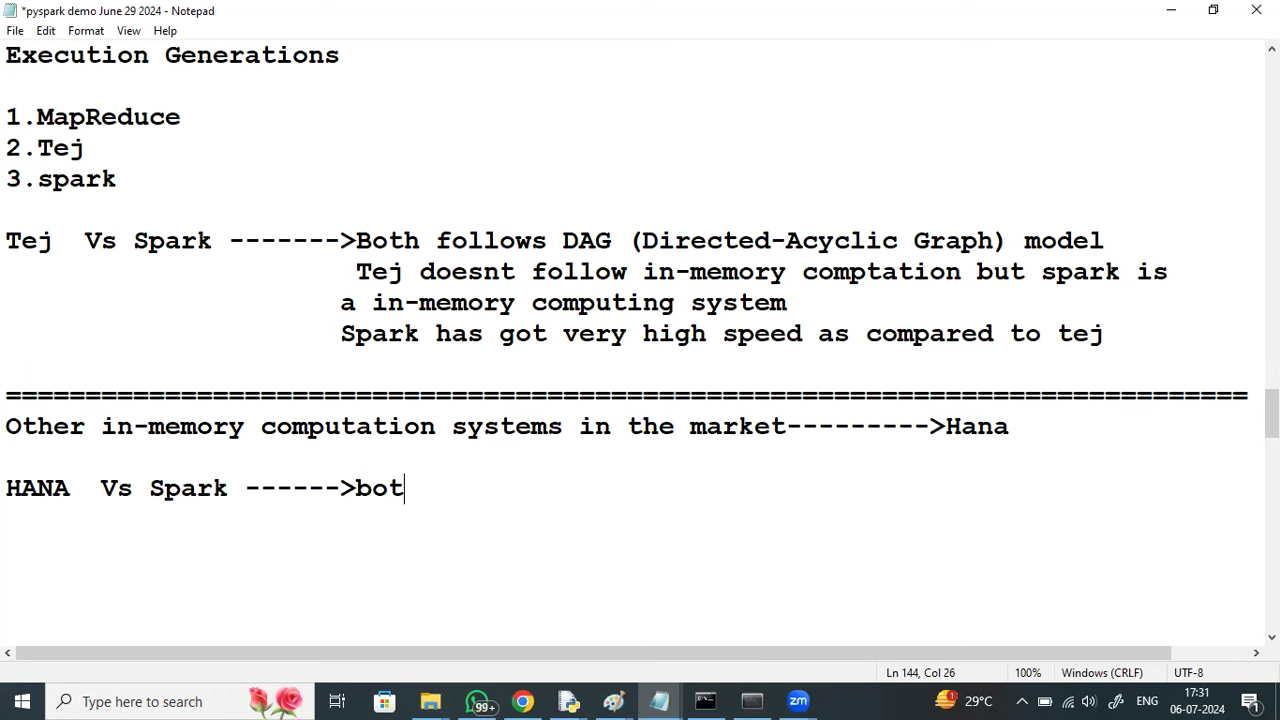 *pyspark demo June 29 2024 - Notepad
File Edit Format View Help
Execution Generations
1.MapReduce
2.Tej
3.spark
Tej Vs Spark ------->Both follows DAG (Directed-Acyclic Graph) model
Tej doesnt follow in-memory comptation but spark is
a in-memory computing system
Spark has got very high speed as compared to tej
==============================================================================
Other in-memory computation systems in the market--------->Hana
HANA Vs Spark ------>bot
Ln 144, Col 26 100% Windows (CRLF) UTF-8
Type here to search 99+ zm 1 29°C ENG 17:31 06-07-2024 1